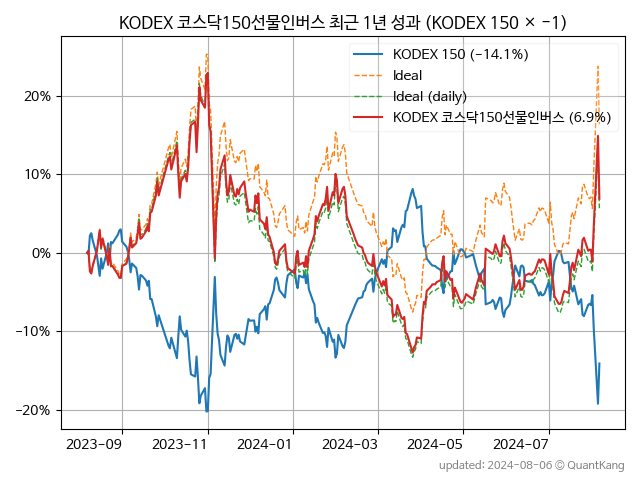 KODEX 코스닥150선물인버스 최근 1년 성과 (KODEX 150 × −1)
KODEX 150 (−14.1%)
Ideal
Ideal (daily)
KODEX 코스닥150선물인버스 (6.9%)
20%
10%
0%
−10%
−20%
2023-09
2023-11
2024-01
2024-03
2024-05
2024-07
updated: 2024-08-06 © QuantKang